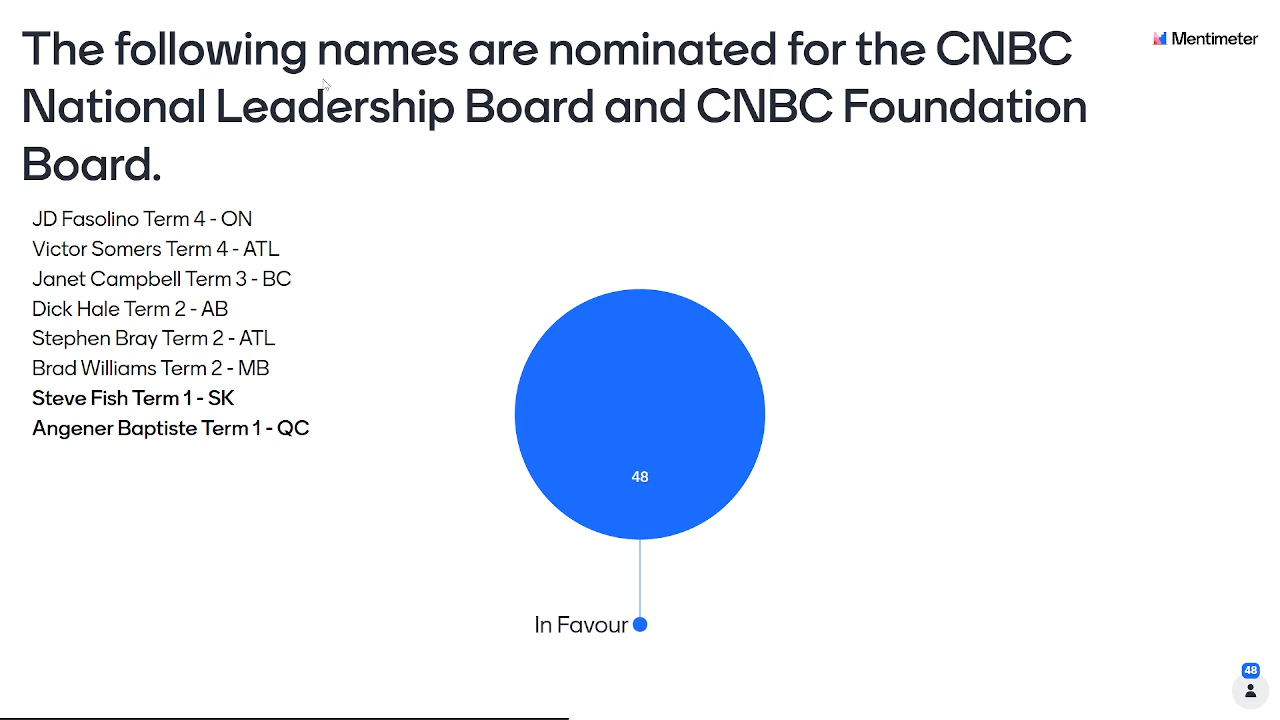 The following names are nominated for the CNBC
National Leadership Board and CNBC Foundation
Board.
Mentimeter
JD Fasolino Term 4 - ON
Victor Somers Term 4 - ATL
Janet Campbell Term 3 - BC
Dick Hale Term 2 - AB
Stephen Bray Term 2 - ATL
Brad Williams Term 2 - MB
Steve Fish Term 1 - SK
Angener Baptiste Term 1 - QC
48
In Favour
48